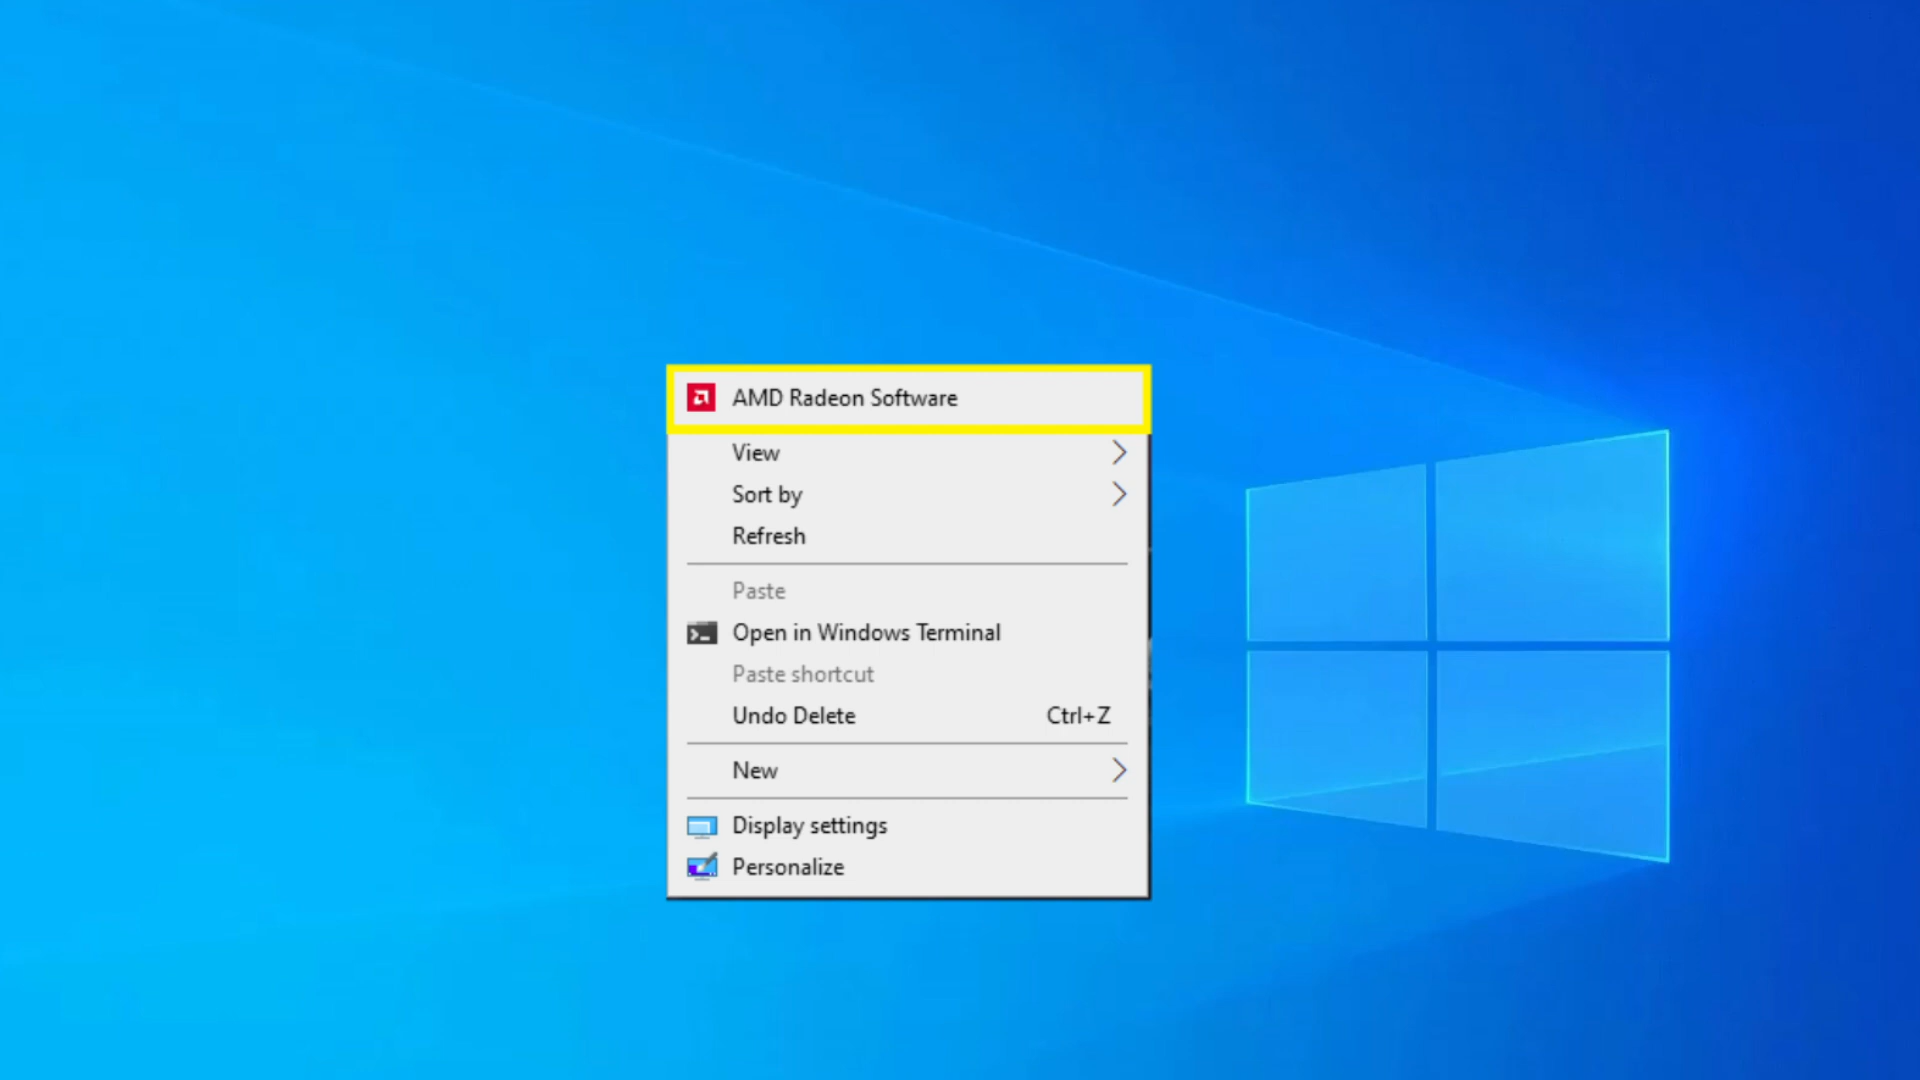 AMD Radeon Software
View
Sort by
Refresh
Paste
Open in Windows Terminal
Paste shortcut
Undo Delete Ctrl+Z
New
Display settings
Personalize